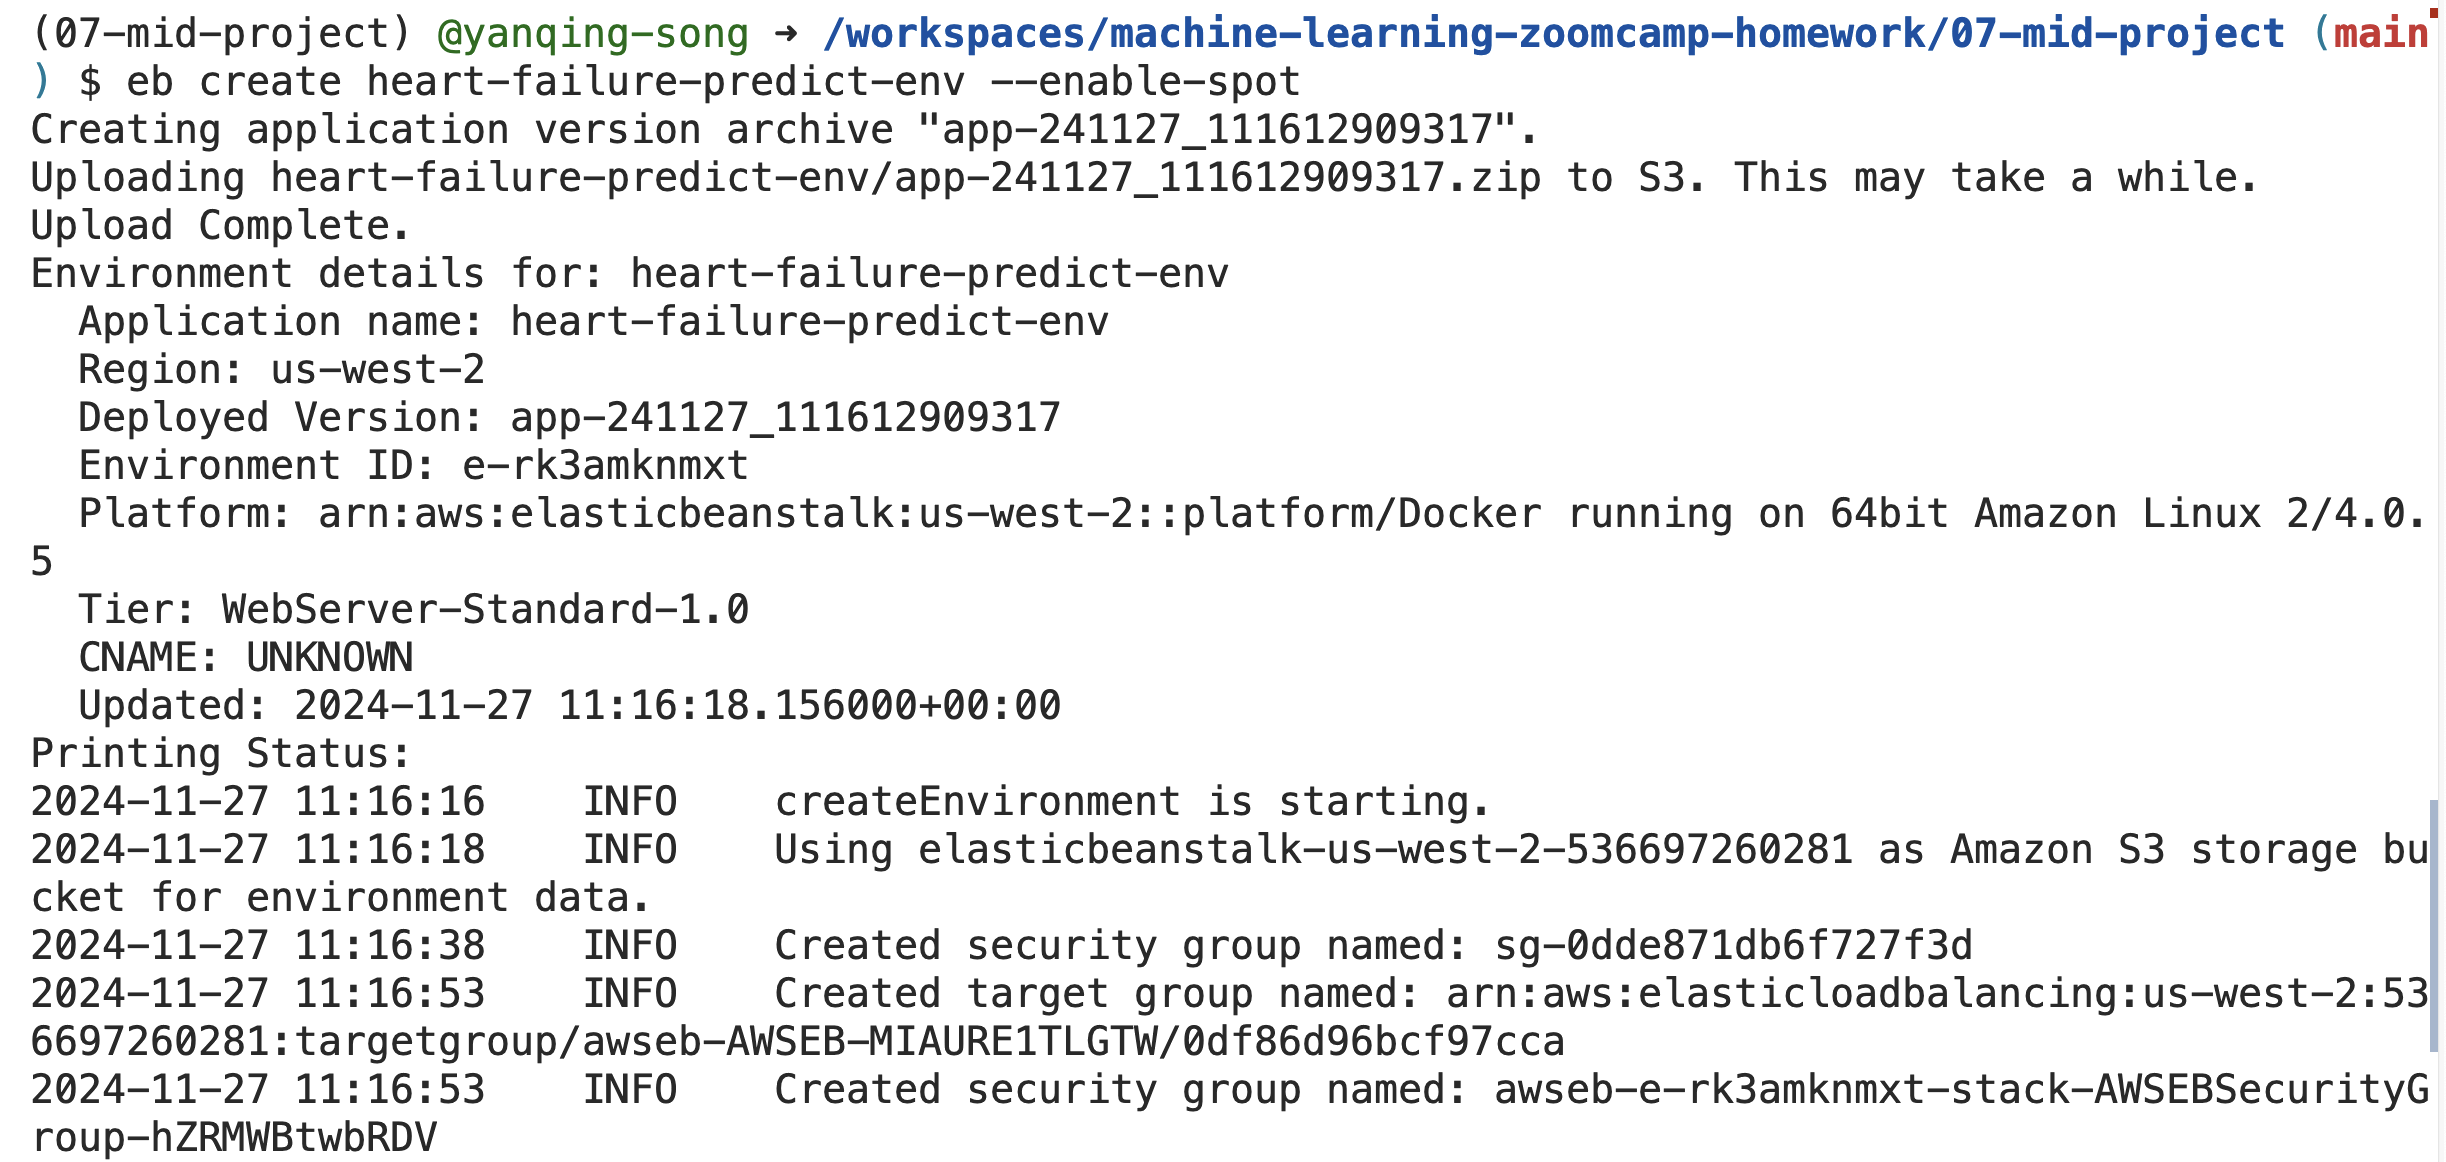 (07-mid-project) @yanqing-song ➜ /workspaces/machine-learning-zoomcamp-homework/07-mid-project (main
) $ eb create heart-failure-predict-env --enable-spot
Creating application version archive "app-241127_111612909317".
Uploading heart-failure-predict-env/app-241127_111612909317.zip to S3. This may take a while.
Upload Complete.
Environment details for: heart-failure-predict-env
  Application name: heart-failure-predict-env
  Region: us-west-2
  Deployed Version: app-241127_111612909317
  Environment ID: e-rk3amknmxt
  Platform: arn:aws:elasticbeanstalk:us-west-2::platform/Docker running on 64bit Amazon Linux 2/4.0.
5
  Tier: WebServer-Standard-1.0
  CNAME: UNKNOWN
  Updated: 2024-11-27 11:16:18.156000+00:00
Printing Status:
2024-11-27 11:16:16    INFO    createEnvironment is starting.
2024-11-27 11:16:18    INFO    Using elasticbeanstalk-us-west-2-536697260281 as Amazon S3 storage bu
cket for environment data.
2024-11-27 11:16:38    INFO    Created security group named: sg-0dde871db6f727f3d
2024-11-27 11:16:53    INFO    Created target group named: arn:aws:elasticloadbalancing:us-west-2:53
6697260281:targetgroup/awseb-AWSEB-MIAURE1TLGTW/0df86d96bcf97cca
2024-11-27 11:16:53    INFO    Created security group named: awseb-e-rk3amknmxt-stack-AWSEBSecurityG
roup-hZRMWBtwbRDV